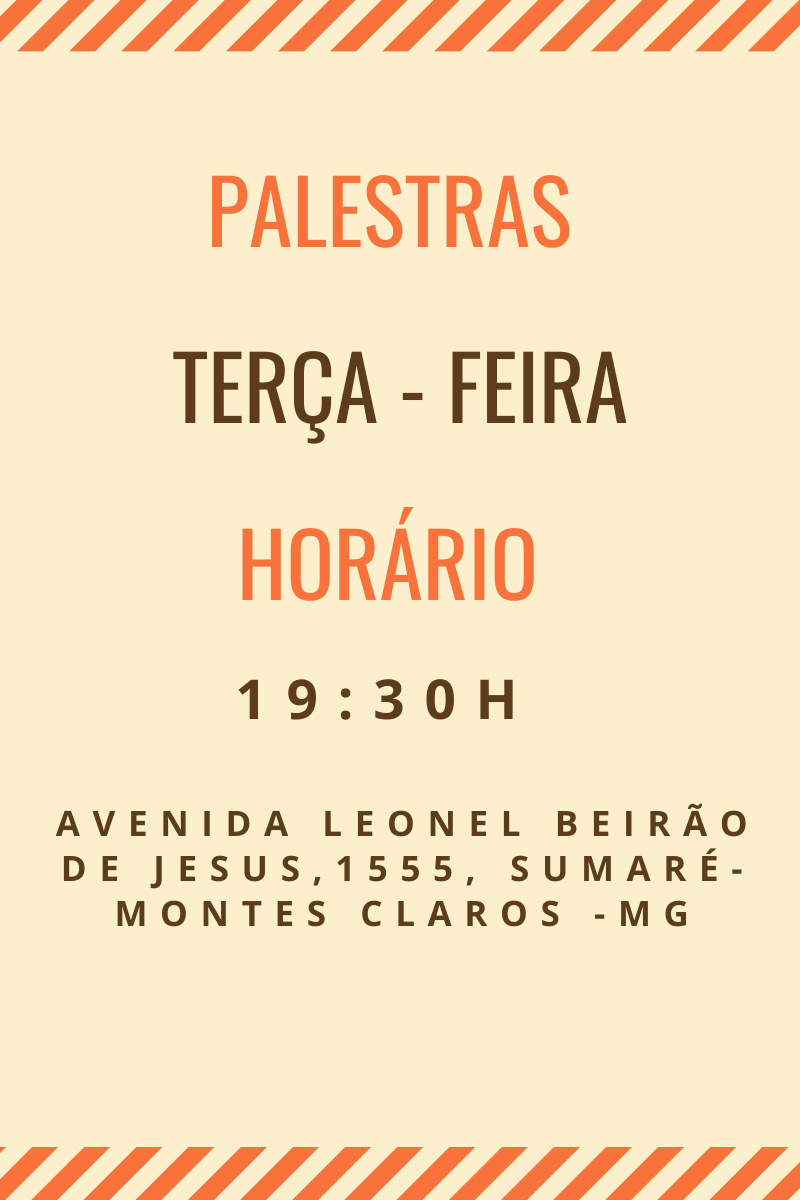 PALESTRAS
TERÇA - FEIRA
HORÁRIO
19:30H
AVENIDA LEONEL BEIRÃO
DE JESUS,1555, SUMARÉ-
MONTES CLAROS -MG